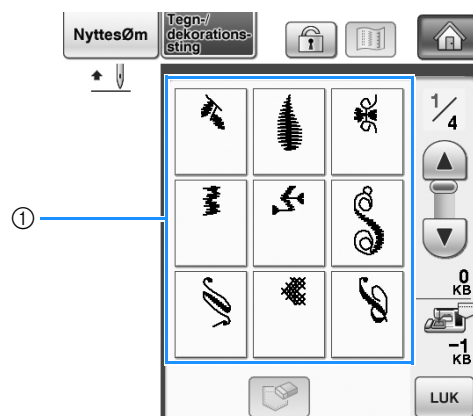 NyttesØm
Tegn-/
dekorations-
sting
1/4
①
0
KB
-1
KB
LUK